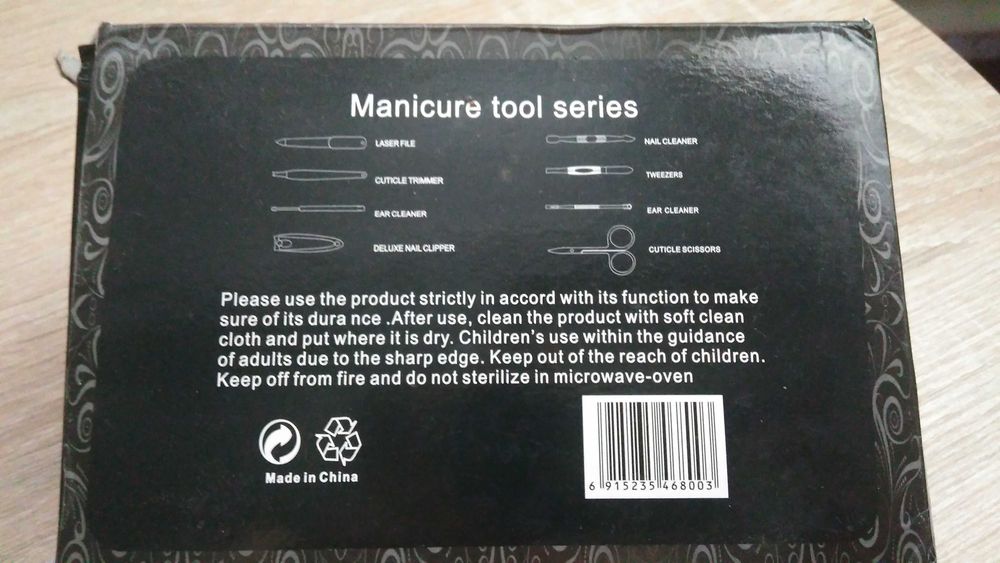 Manicure tool series
LASER FILE
CUTICLE TRIMMER
EAR CLEANER
DELUXE NAIL CLIPPER
NAIL CLEANER
TWEEZERS
EAR CLEANER
CUTICLE SCISSORS
Please use the product strictly in accord with its function to make
sure of its dura nce .After use, clean the product with soft clean
cloth and put where it is dry. Children's use within the guidance
of adults due to the sharp edge. Keep out of the reach of children.
Keep off from fire and do not sterilize in microwave-oven
Made in China
6 915235 468003